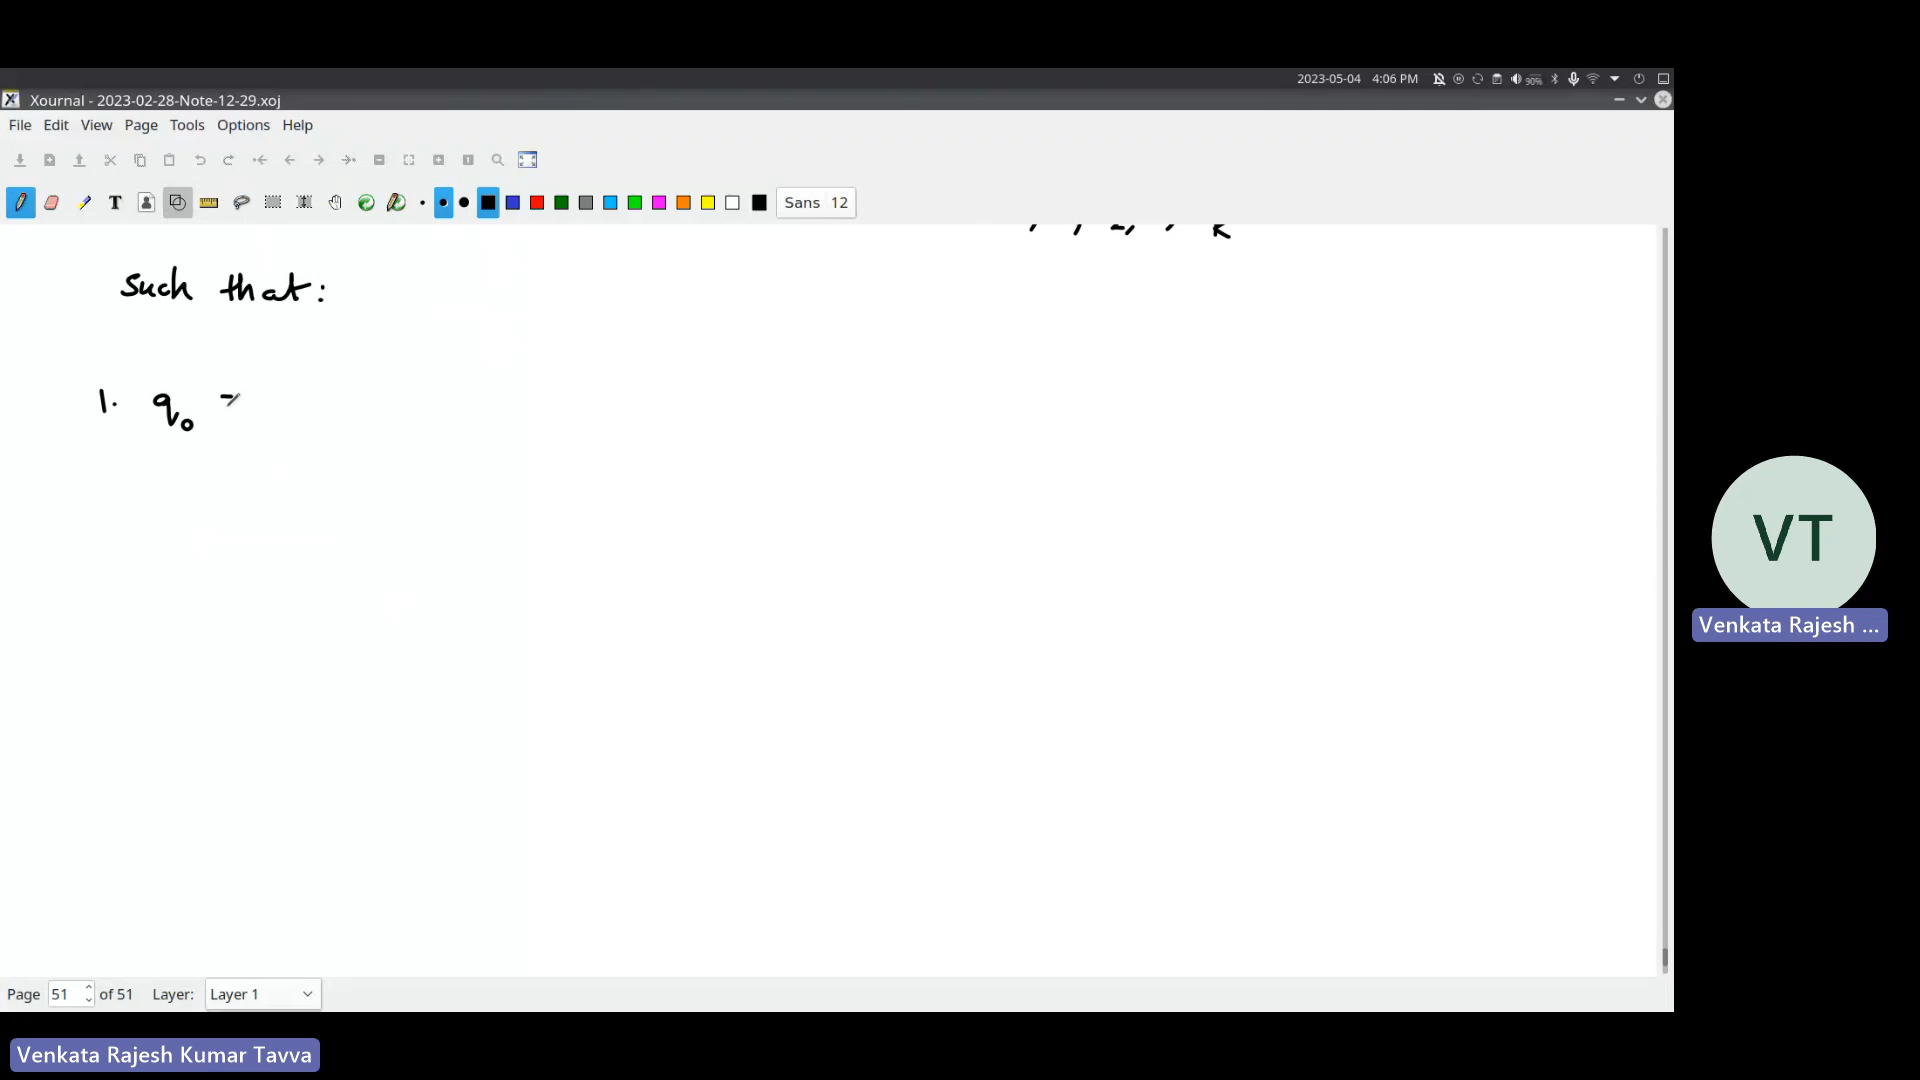 2023-05-04 4:06 PM 90%
Xournal - 2023-02-28-Note-12-29.xoj
File Edit View Page Tools Options Help
T Sans 12
such that:
1. q₀
VT
Venkata Rajesh ...
Page 51 of 51 Layer: Layer 1
Venkata Rajesh Kumar Tavva